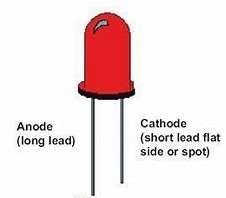 Anode
(long lead)
Cathode
(short lead flat
side or spot)